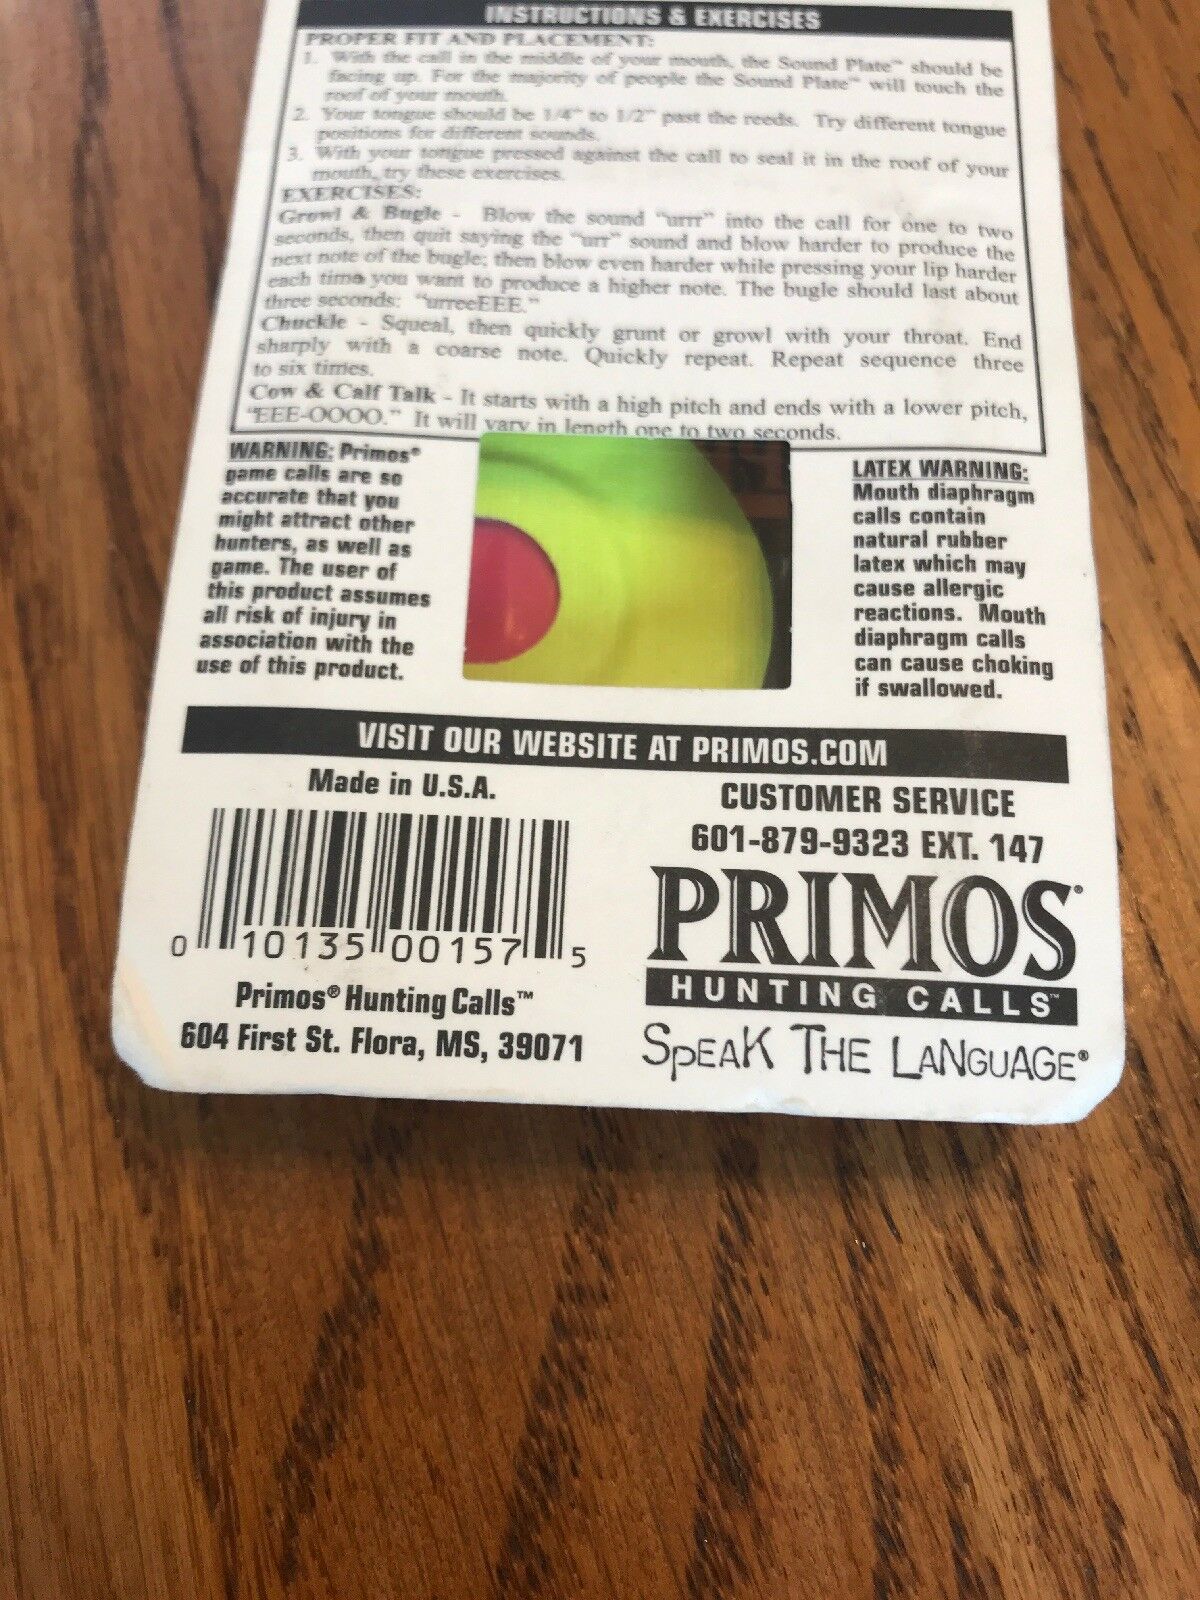 INSTRUCTIONS & EXERCISES
PROPER FIT AND PLACEMENT:
1. With the call in the middle of your mouth, the Sound Plate™ should be
facing up. For the majority of people the Sound Plate™ will touch the
roof of your mouth.
2. Your tongue should be 1/4" to 1/2" past the reeds. Try different tongue
positions for different sounds.
3. With your tongue pressed against the call to seal it in the roof of your
mouth, try these exercises.
EXERCISES:
Growl & Bugle - Blow the sound "urrr" into the call for one to two
seconds, then quit saying the "urr" sound and blow harder to produce the
next note of the bugle; then blow even harder while pressing your lip harder
each time you want to produce a higher note. The bugle should last about
three seconds: "urreeEEE."
Chuckle - Squeal, then quickly grunt or growl with your throat. End
sharply with a coarse note. Quickly repeat. Repeat sequence three
to six times.
Cow & Calf Talk - It starts with a high pitch and ends with a lower pitch,
"EEE-OOOO." It will vary in length one to two seconds.
WARNING: Primos®
game calls are so
accurate that you
might attract other
hunters, as well as
game. The user of
this product assumes
all risk of injury in
association with the
use of this product.
LATEX WARNING:
Mouth diaphragm
calls contain
natural rubber
latex which may
cause allergic
reactions. Mouth
diaphragm calls
can cause choking
if swallowed.
VISIT OUR WEBSITE AT PRIMOS.COM
Made in U.S.A.
0 10135 00157 5
Primos® Hunting Calls™
604 First St. Flora, MS, 39071
CUSTOMER SERVICE
601-879-9323 EXT. 147
PRIMOS®
HUNTING CALLS™
SPEAK THE LANGUAGE®